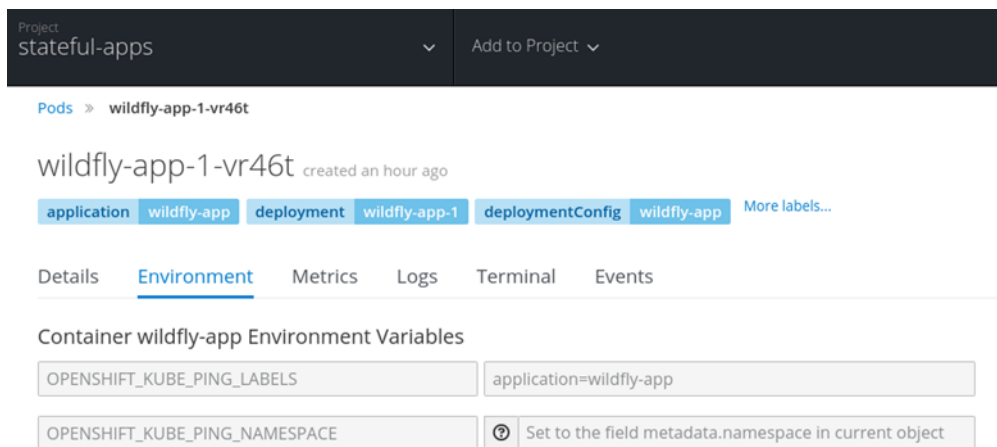 Project
stateful-apps Add to Project
Pods » wildfly-app-1-vr46t
wildfly-app-1-vr46t created an hour ago
application wildfly-app deployment wildfly-app-1 deploymentConfig wildfly-app More labels...
Details Environment Metrics Logs Terminal Events
Container wildfly-app Environment Variables
OPENSHIFT_KUBE_PING_LABELS application=wildfly-app
OPENSHIFT_KUBE_PING_NAMESPACE Set to the field metadata.namespace in current object